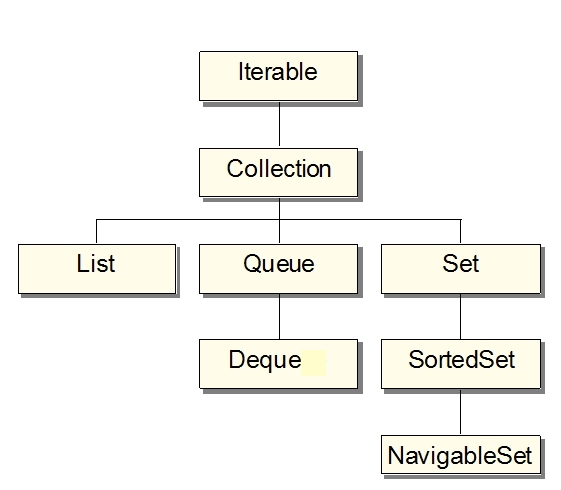 Iterable
Collection
List
Queue
Set
Deque
SortedSet
NavigableSet